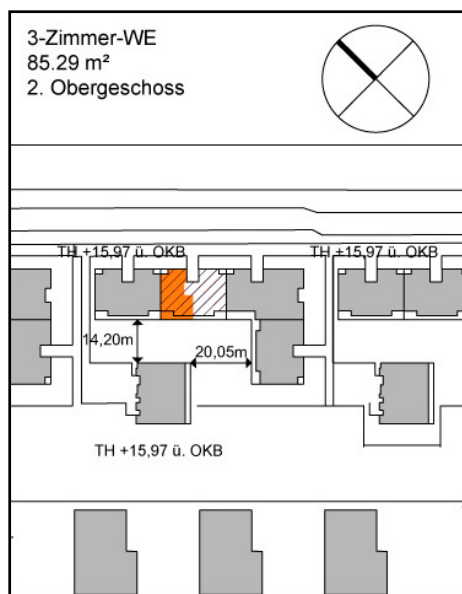 3-Zimmer-WE
85.29 m²
2. Obergeschoss
TH +15,97 ü. OKB
TH +15,97 ü. OKB
14,20m
20,05m
TH +15,97 ü. OKB